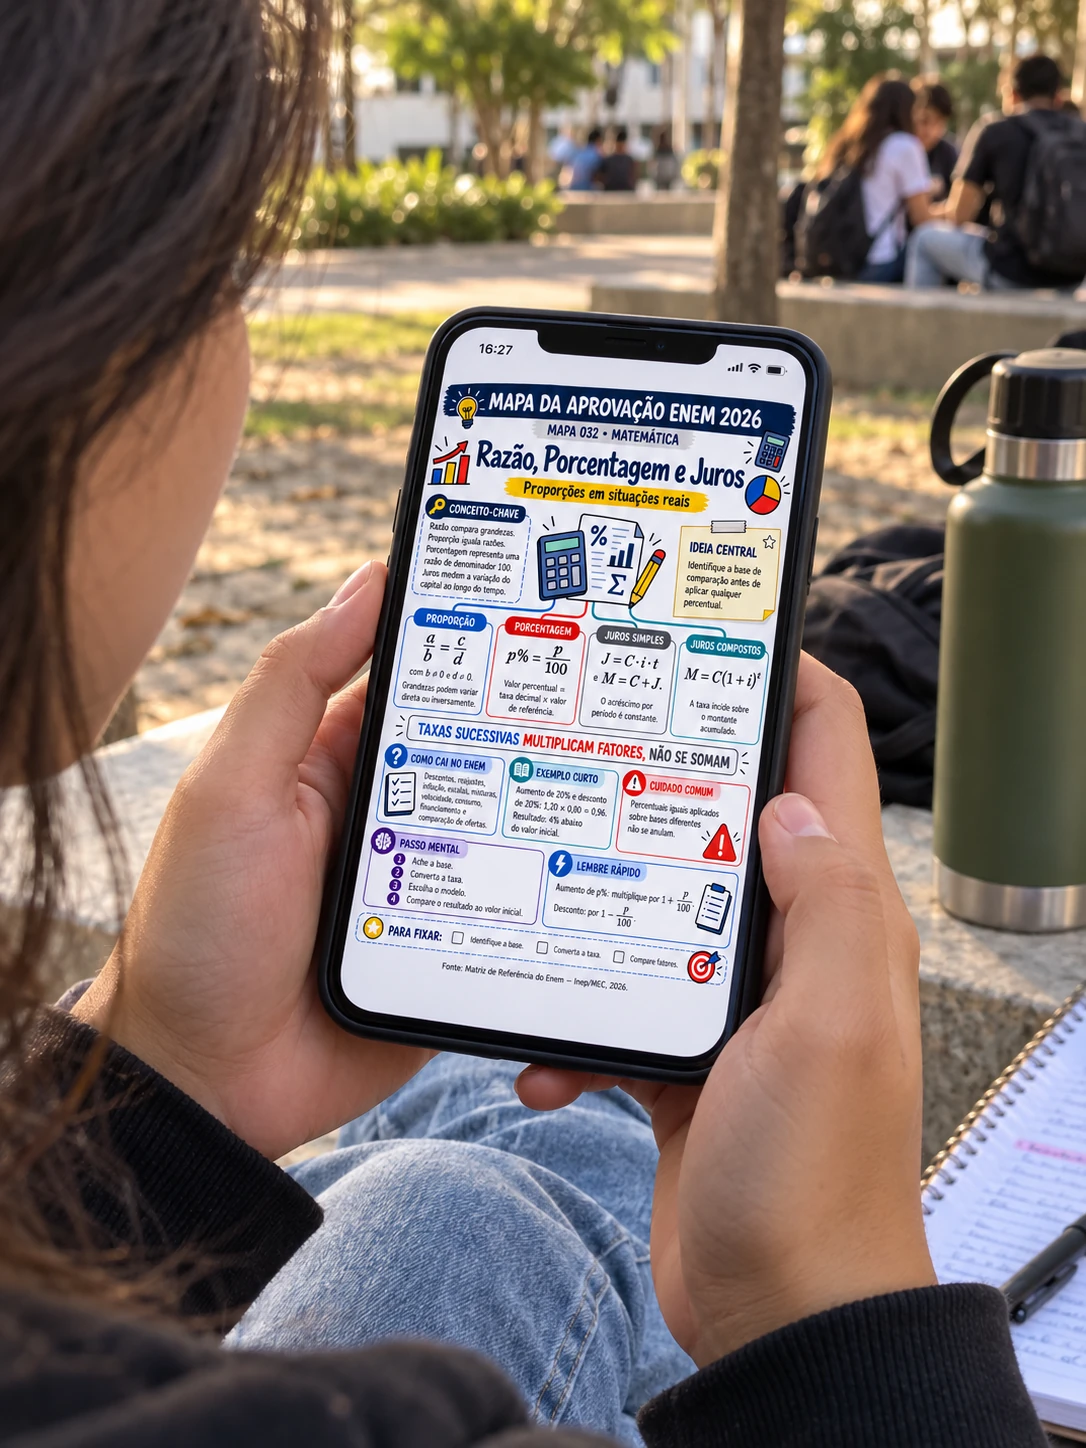 16:27
MAPA DA APROVAÇÃO ENEM 2026
MAPA 032 • MATEMÁTICA
Razão, Porcentagem e Juros
Proporções em situações reais
CONCEITO-CHAVE
Razão compara grandezas.
Proporção iguala razões.
Porcentagem representa uma
razão de denominador 100.
Juros medem a variação do
capital ao longo do tempo.
%
Σ
IDEIA CENTRAL
Identifique a base de
comparação antes de
aplicar qualquer
percentual.
PROPORÇÃO
a/b = c/d
com b ≠ 0 e d ≠ 0.
Grandezas podem variar
direta ou inversamente.
PORCENTAGEM
p% = p/100
Valor percentual =
taxa decimal × valor
de referência.
JUROS SIMPLES
J = C·i·t
e M = C + J.
O acréscimo por
período é constante.
JUROS COMPOSTOS
M = C(1 + i)^t
A taxa incide sobre
o montante
acumulado.
TAXAS SUCESSIVAS MULTIPLICAM FATORES, NÃO SE SOMAM
? COMO CAI NO ENEM
Descontos, reajustes,
inflação, escalas, misturas,
velocidade, consumo,
financiamento e
comparação de ofertas.
EXEMPLO CURTO
Aumento de 20% e desconto
de 20%: 1,20 × 0,80 = 0,96.
Resultado: 4% abaixo
do valor inicial.
CUIDADO COMUM
Percentuais iguais aplicados
sobre bases diferentes
não se anulam.
PASSO MENTAL
1 Ache a base.
2 Converta a taxa.
3 Escolha o modelo.
4 Compare o resultado ao valor inicial.
LEMBRE RÁPIDO
Aumento de p%: multiplique por 1 + p/100.
Desconto: por 1 − p/100.
PARA FIXAR: Identifique a base. Converta a taxa. Compare fatores.
Fonte: Matriz de Referência do Enem — Inep/MEC, 2026.